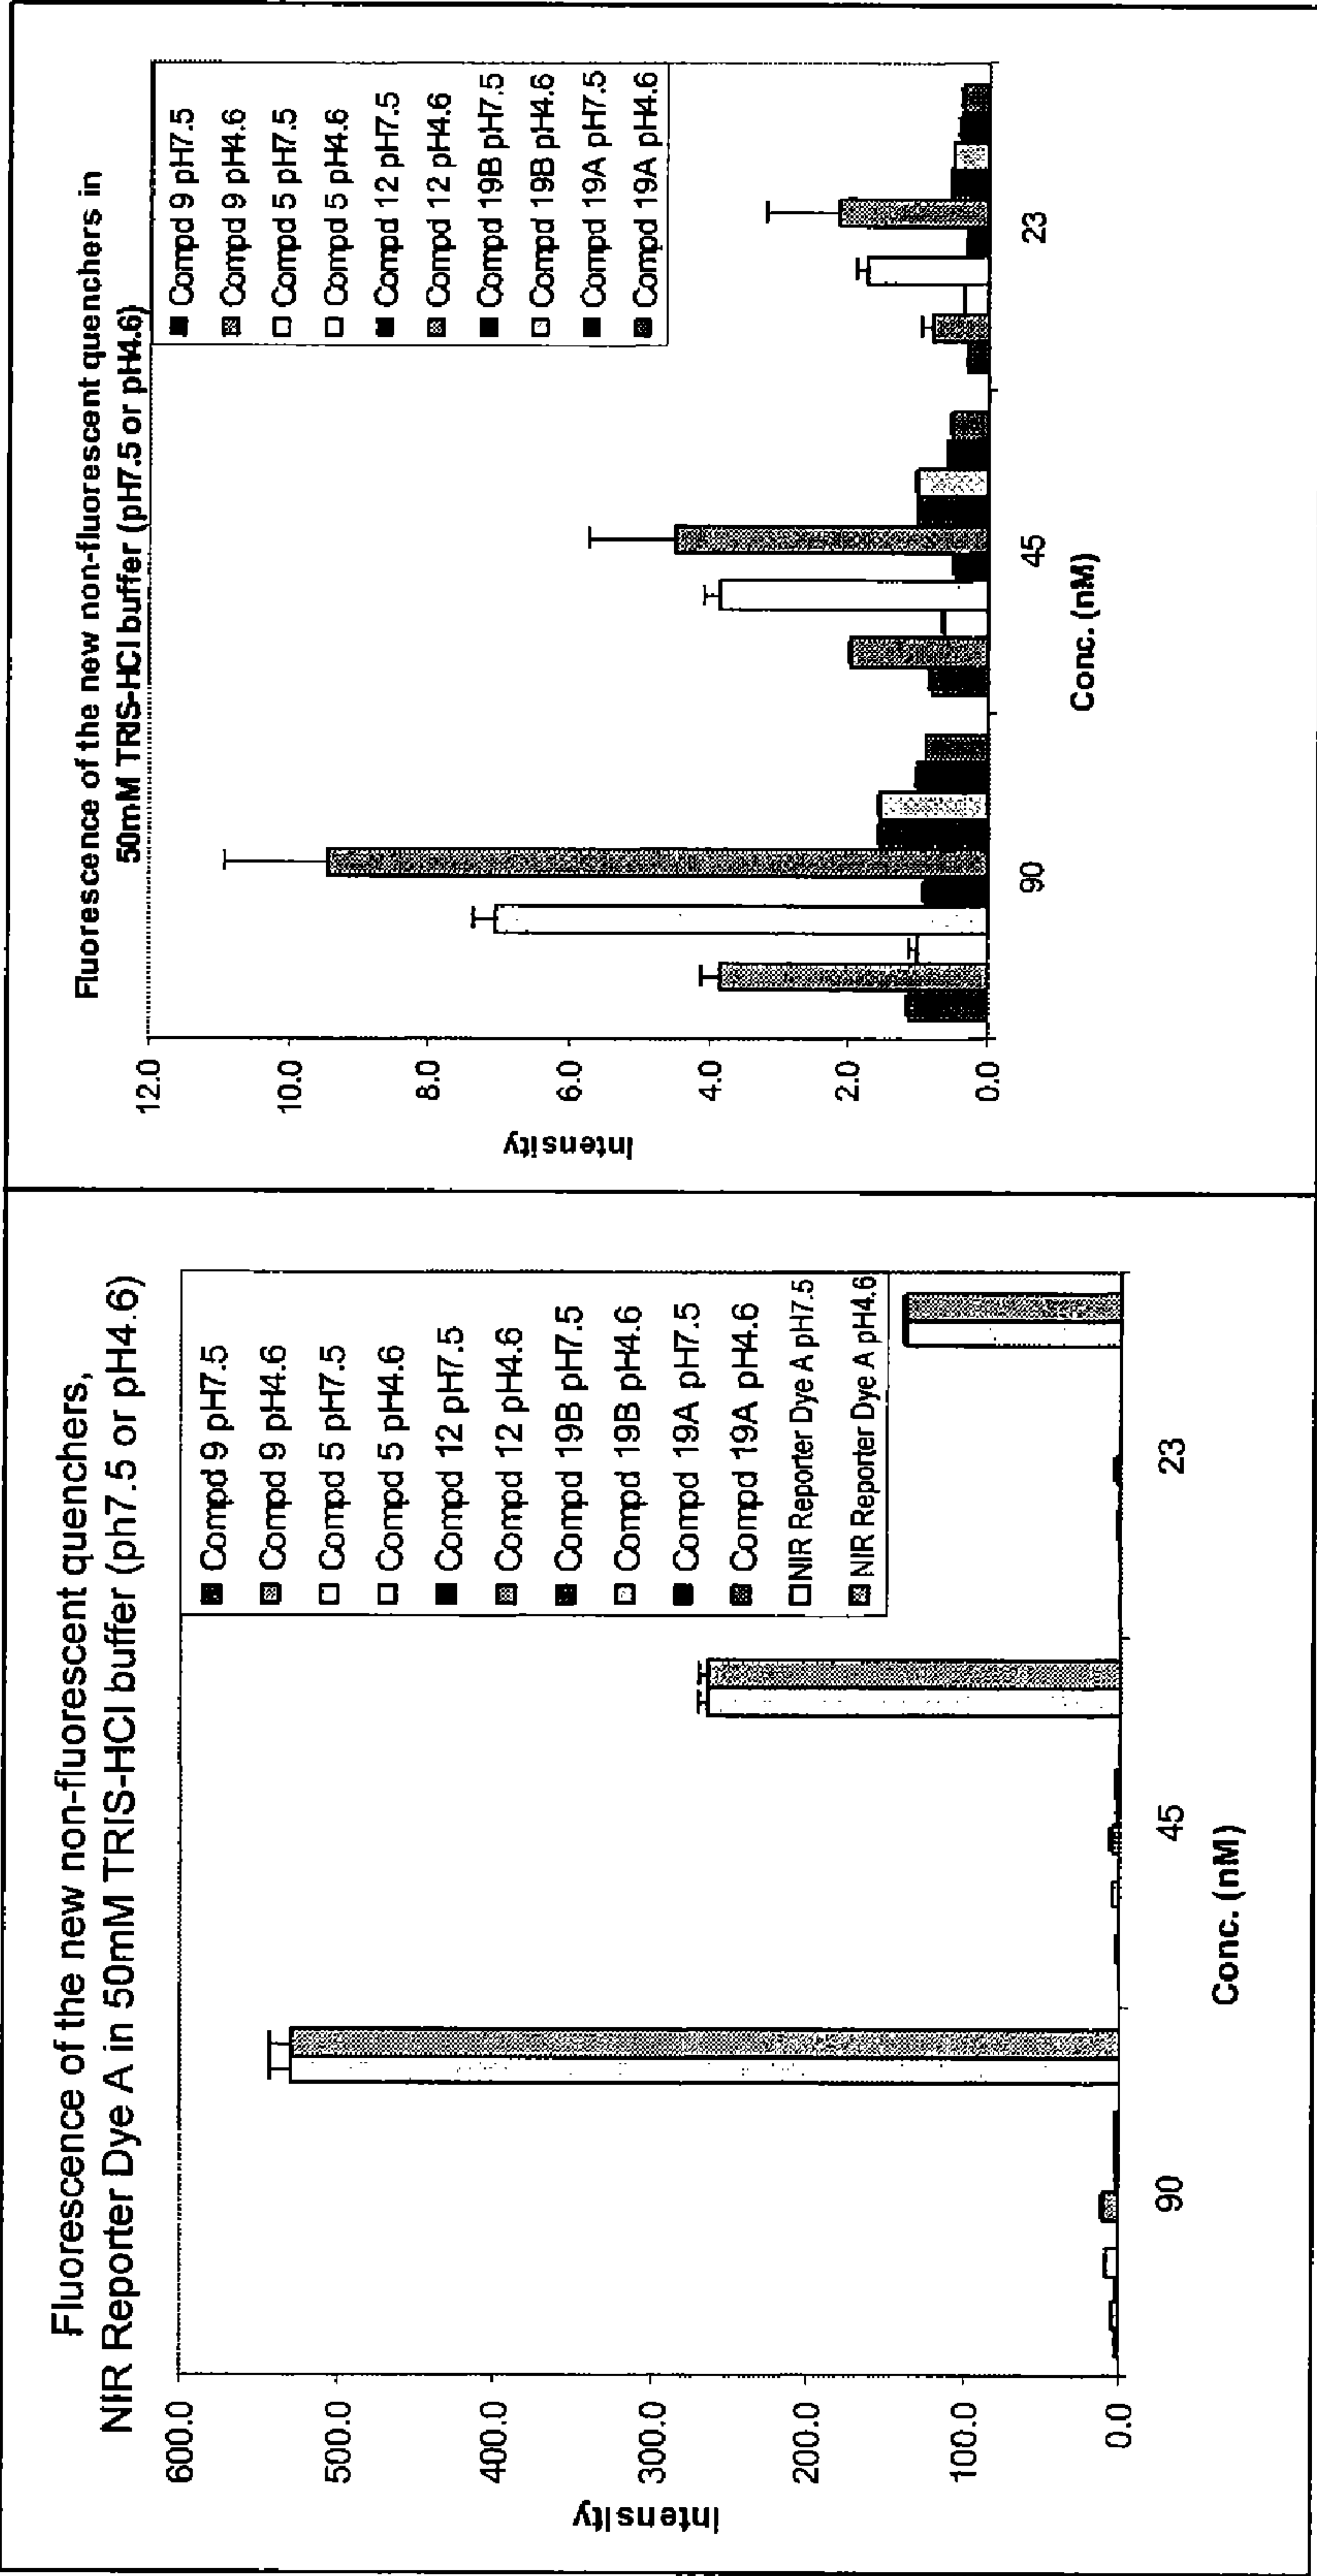 Fluorescence of the new non-fluorescent quenchers,
NIR Reporter Dye A in 50mM TRIS-HCl buffer (ph7.5 or pH4.6)
600.0
500.0
400.0
300.0
200.0
100.0
0.0
Intensity
90
45
23
Conc. (nM)
Compd 9 pH7.5
Compd 9 pH4.6
Compd 5 pH7.5
Compd 5 pH4.6
Compd 12 pH7.5
Compd 12 pH4.6
Compd 19B pH7.5
Compd 19B pH4.6
Compd 19A pH7.5
Compd 19A pH4.6
NIR Reporter Dye A pH7.5
NIR Reporter Dye A pH4.6
Fluorescence of the new non-fluorescent quenchers in
50mM TRIS-HCl buffer (pH7.5 or pH4.6)
12.0
10.0
8.0
6.0
4.0
2.0
0.0
Intensity
90
45
23
Conc. (nM)
Compd 9 pH7.5
Compd 9 pH4.6
Compd 5 pH7.5
Compd 5 pH4.6
Compd 12 pH7.5
Compd 12 pH4.6
Compd 19B pH7.5
Compd 19B pH4.6
Compd 19A pH7.5
Compd 19A pH4.6